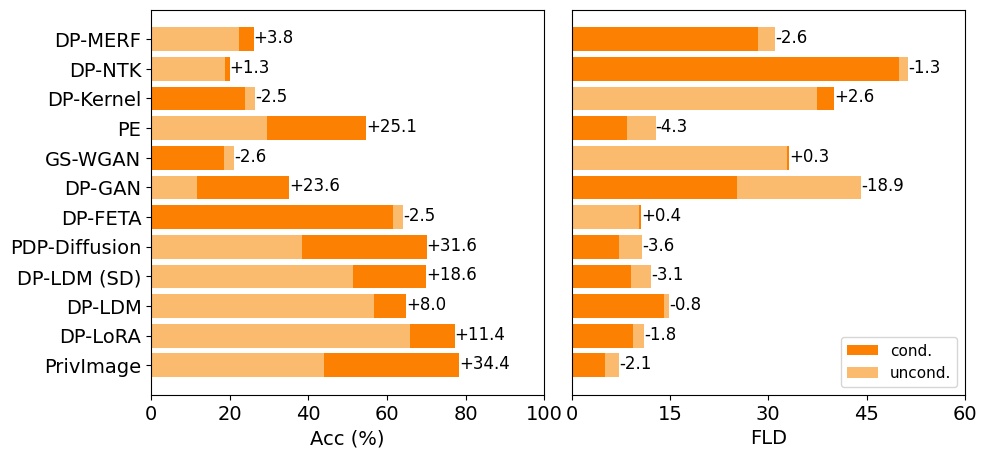 DP-MERF
+3.8
-2.6
DP-NTK
+1.3
-1.3
DP-Kernel
-2.5
+2.6
PE
+25.1
-4.3
GS-WGAN
-2.6
+0.3
DP-GAN
+23.6
-18.9
DP-FETA
-2.5
+0.4
PDP-Diffusion
+31.6
-3.6
DP-LDM (SD)
+18.6
-3.1
DP-LDM
+8.0
-0.8
DP-LoRA
+11.4
-1.8
PrivImage
+34.4
-2.1
cond.
uncond.
0 20 40 60 80 100
0 15 30 45 60
Acc (%)
FLD